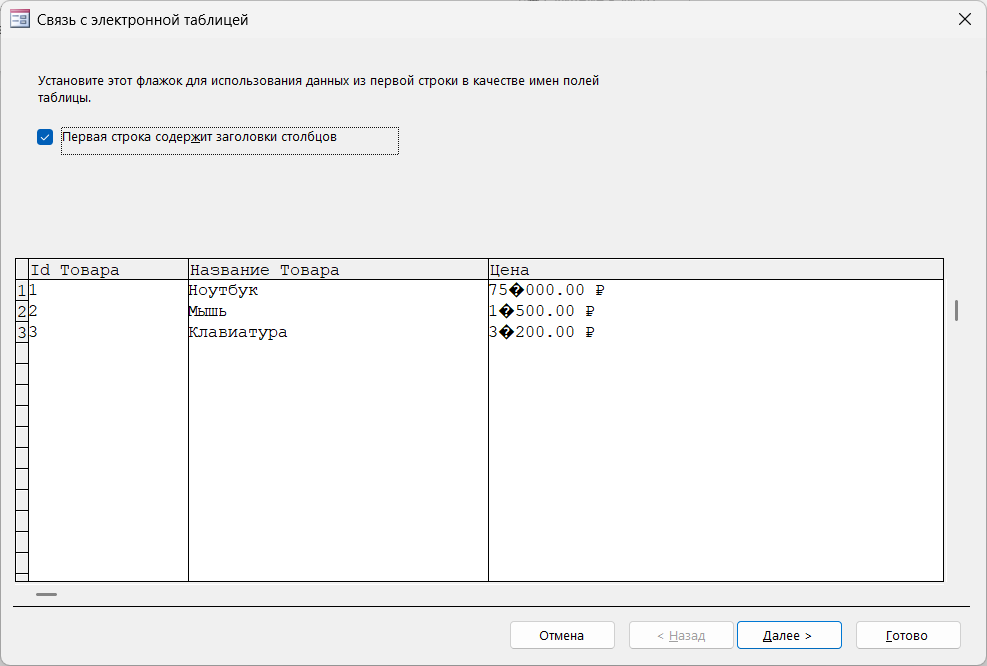 Связь с электронной таблицей
Установите этот флажок для использования данных из первой строки в качестве имен полей
таблицы.
Первая строка содержит заголовки столбцов
Id Товара Название Товара Цена
1 1 Ноутбук 75�000.00 ₽
2 2 Мышь 1�500.00 ₽
3 3 Клавиатура 3�200.00 ₽
Отмена < Назад Далее > Готово